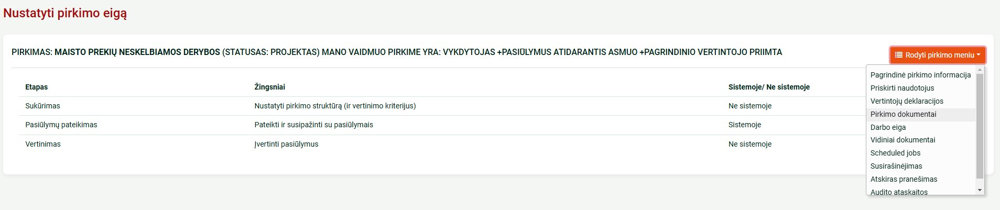 Nustatyti pirkimo eigą
PIRKIMAS: MAISTO PREKIŲ NESKELBIAMOS DERYBOS (STATUSAS: PROJEKTAS) MANO VAIDMUO PIRKIME YRA: VYKDYTOJAS +PASIŪLYMUS ATIDARANTIS ASMUO +PAGRINDINIO VERTINTOJO PRIIMTA
Rodyti pirkimo meniu
Etapas Žingsniai Sistemoje/ Ne sistemoje
Sukūrimas Nustatyti pirkimo struktūrą (ir vertinimo kriterijus) Ne sistemoje
Pasiūlymų pateikimas Pateikti ir susipažinti su pasiūlymais Sistemoje
Vertinimas Įvertinti pasiūlymus Ne sistemoje
Pagrindinė pirkimo informacija
Priskirti naudotojus
Vertintojų deklaracijos
Pirkimo dokumentai
Darbo eiga
Vidiniai dokumentai
Scheduled jobs
Susirašinėjimas
Atskiras pranešimas
Audito ataskaitos